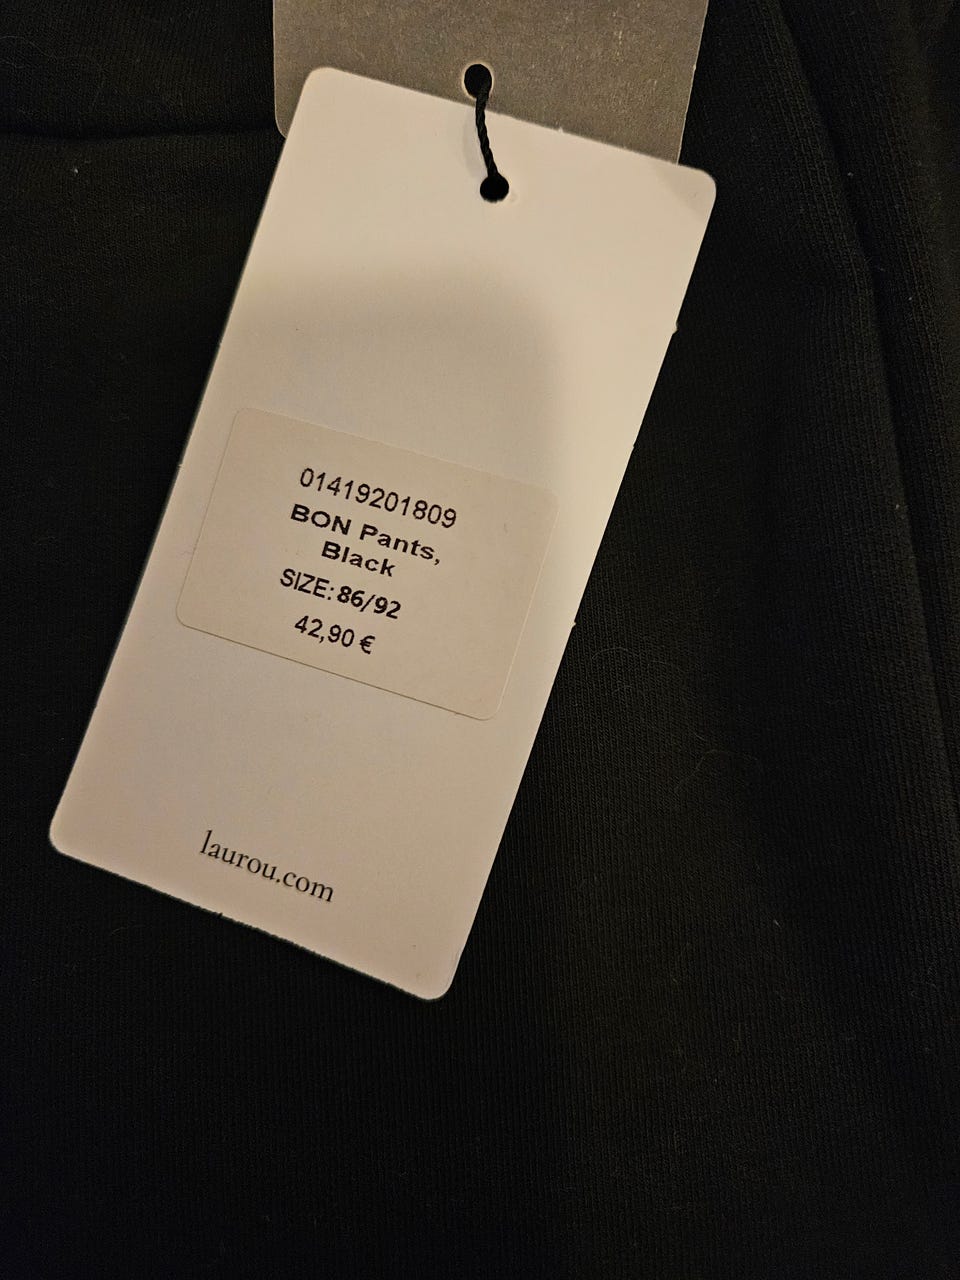 01419201809
BON Pants,
Black
SIZE: 86/92
42,90 €
laurou.com